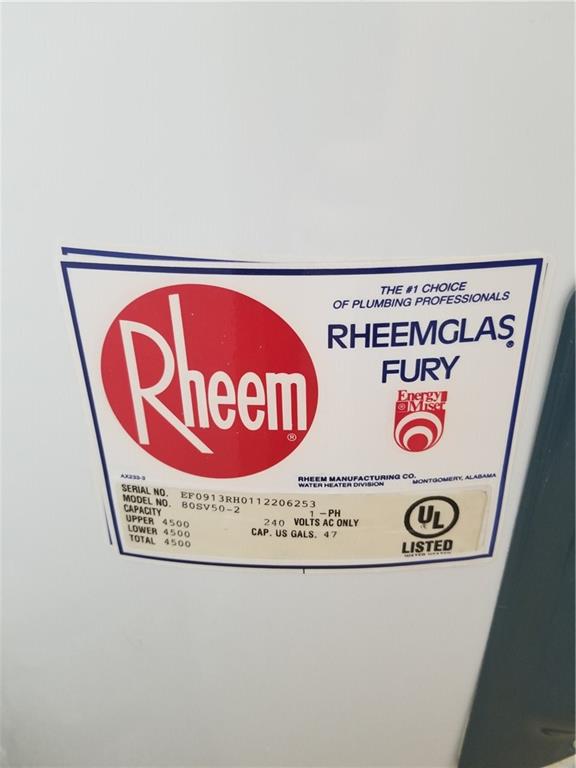 Rheem®
THE #1 CHOICE
OF PLUMBING PROFESSIONALS
RHEEMGLAS®
FURY
Energy
Miser
AX233-3
RHEEM MANUFACTURING CO.
WATER HEATER DIVISION MONTGOMERY, ALABAMA
SERIAL NO. EF0913RH0112206253
MODEL NO. 80SV50-2 1-PH
CAPACITY 240 VOLTS AC ONLY
UPPER 4500 CAP. US GALS. 47
LOWER 4500
TOTAL 4500
UL
LISTED
WATER HEATER